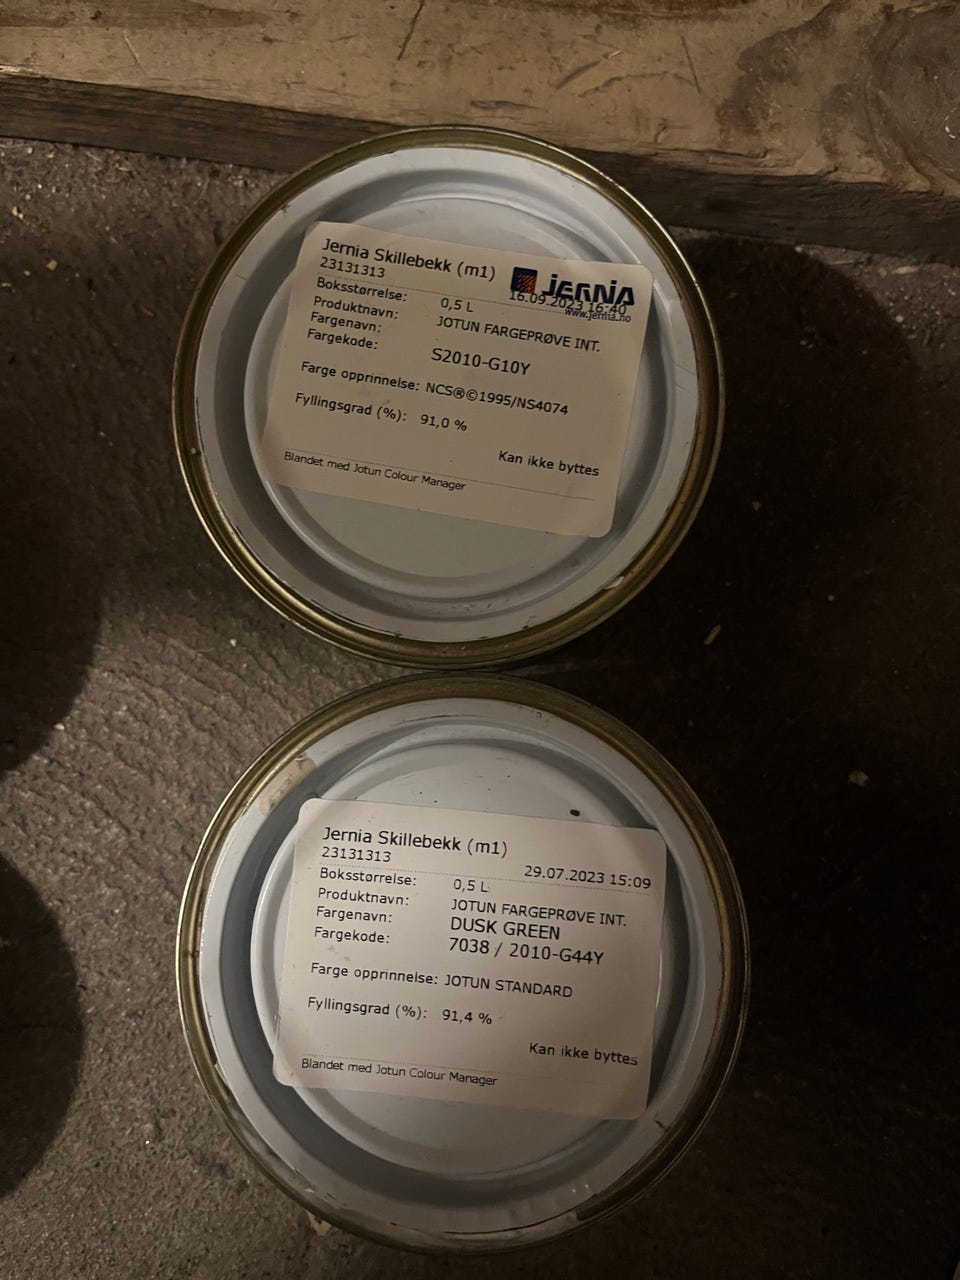 Jernia Skillebekk (m1)
23131313
JERNIA
16.09.2023 16:40
www.jernia.no
Boksstørrelse: 0,5 L
Produktnavn: JOTUN FARGEPRØVE INT.
Fargenavn:
Fargekode: S2010-G10Y
Farge opprinnelse: NCS®©1995/NS4074
Fyllingsgrad (%): 91,0 %
Kan ikke byttes
Blandet med Jotun Colour Manager
Jernia Skillebekk (m1)
23131313
29.07.2023 15:09
Boksstørrelse: 0,5 L
Produktnavn: JOTUN FARGEPRØVE INT.
Fargenavn: DUSK GREEN
Fargekode: 7038 / 2010-G44Y
Farge opprinnelse: JOTUN STANDARD
Fyllingsgrad (%): 91,4 %
Kan ikke byttes
Blandet med Jotun Colour Manager